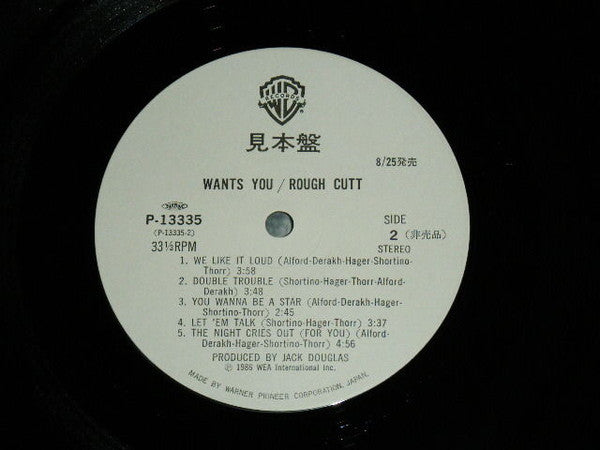 WB
RECORDS
見本盤
8/25発売
WANTS YOU / ROUGH CUTT
P-13335
(P-13335-2)
33⅓RPM
SIDE
2 (非売品)
STEREO
1. WE LIKE IT LOUD (Alford-Derakh-Hager-Shortino-
Thorr) 3:58
2. DOUBLE TROUBLE (Shortino-Hager-Thorr-Alford-
Derakh) 3:48
3. YOU WANNA BE A STAR (Alford-Derakh-Hager-
Shortino-Thorr) 2:45
4. LET 'EM TALK (Shortino-Hager-Thorr) 3:37
5. THE NIGHT CRIES OUT (FOR YOU) (Alford-
Derakh-Hager-Shortino-Thorr) 4:56
PRODUCED BY JACK DOUGLAS
Ⓟ 1986 WEA International Inc.
MADE BY WARNER PIONEER CORPORATION, JAPAN.